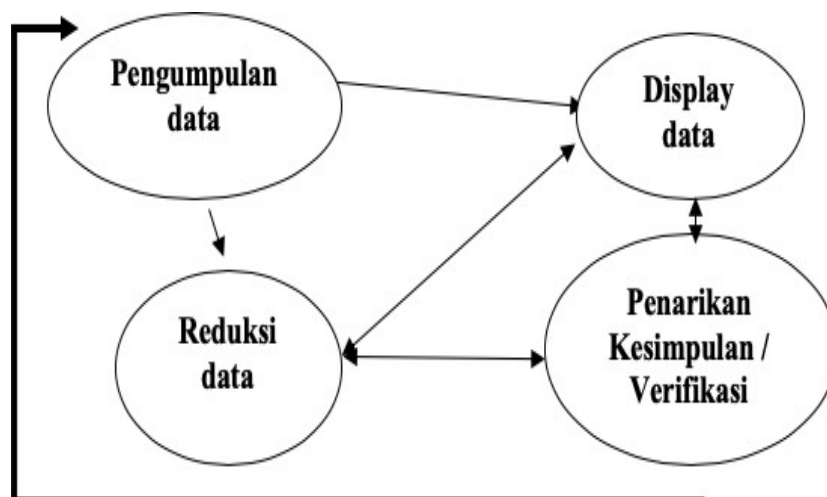 Pengumpulan
data
Display
data
Reduksi
data
Penarikan
Kesimpulan /
Verifikasi